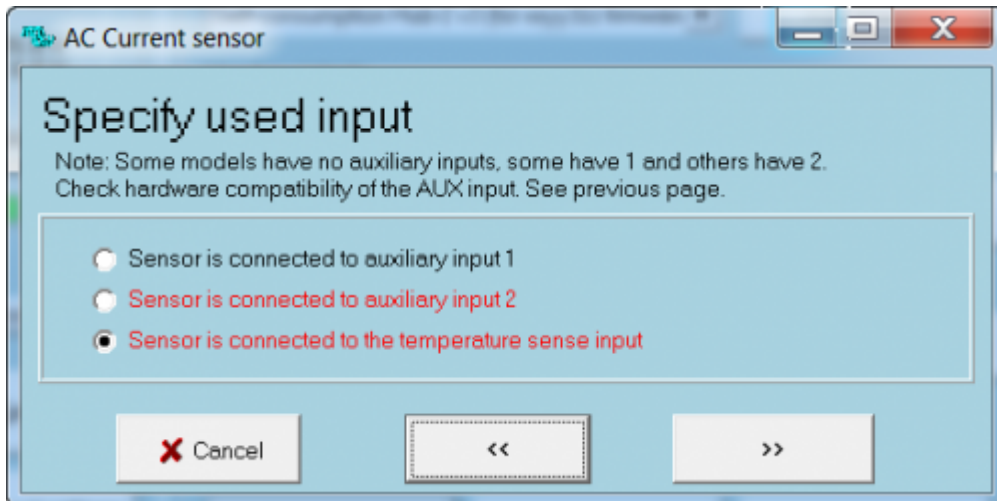 AC Current sensor
Specify used input
Note: Some models have no auxiliary inputs, some have 1 and others have 2.
Check hardware compatibility of the AUX input. See previous page.
Sensor is connected to auxiliary input 1
Sensor is connected to auxiliary input 2
Sensor is connected to the temperature sense input
Cancel
<<
>>